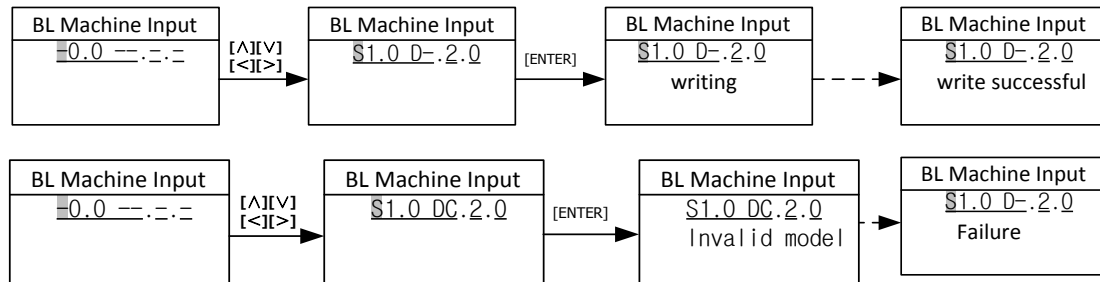 BL Machine Input
-0.0 --.-.-
[∧][∨]
[<][>]
BL Machine Input
S1.0 D-.2.0
[ENTER]
BL Machine Input
S1.0 D-.2.0
writing
BL Machine Input
S1.0 D-.2.0
write successful
BL Machine Input
-0.0 --.-.-
[∧][∨]
[<][>]
BL Machine Input
S1.0 DC.2.0
[ENTER]
BL Machine Input
S1.0 DC.2.0
Invalid model
BL Machine Input
S1.0 D-.2.0
Failure